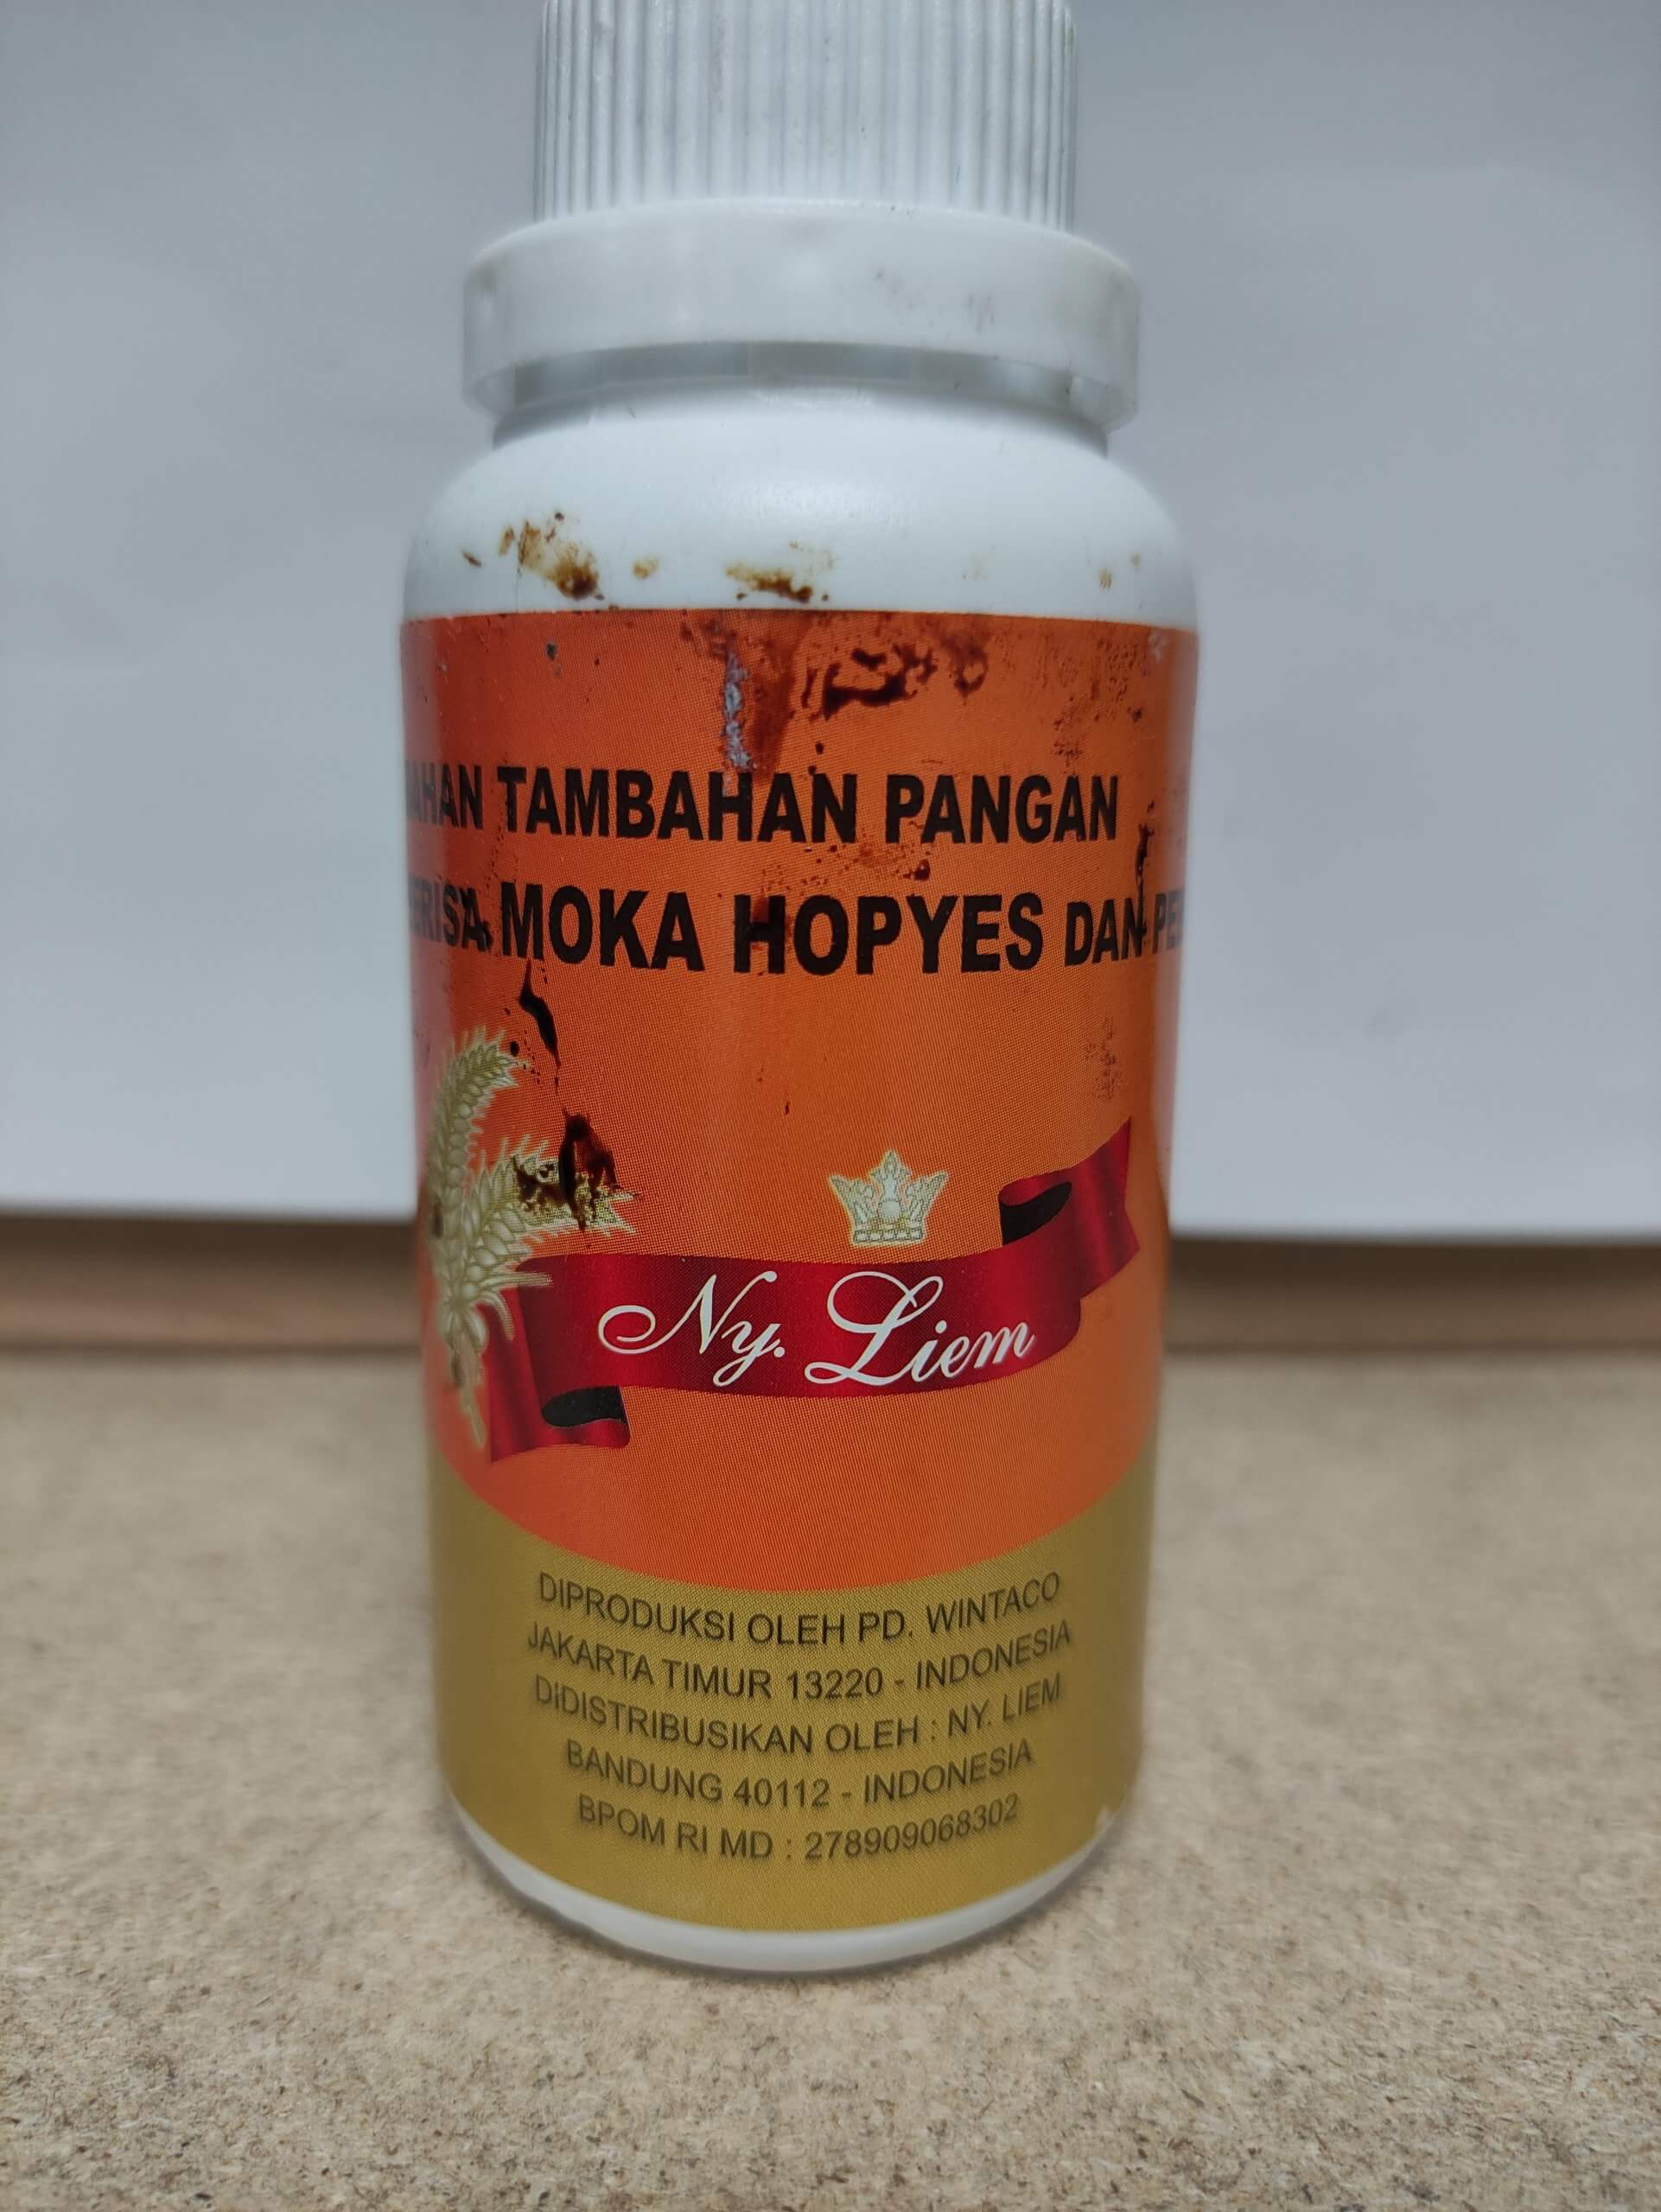 TAMBAHAN PANGAN
MOKA HOPYES DAN
Ny. Liem
DIPRODUKSI OLEH PD. WINTACO
JAKARTA TIMUR 13220 - INDONESIA
DIDISTRIBUSIKAN OLEH : NY. LIEM
BANDUNG 40112 - INDONESIA
BPOM RI MD : 278909068302